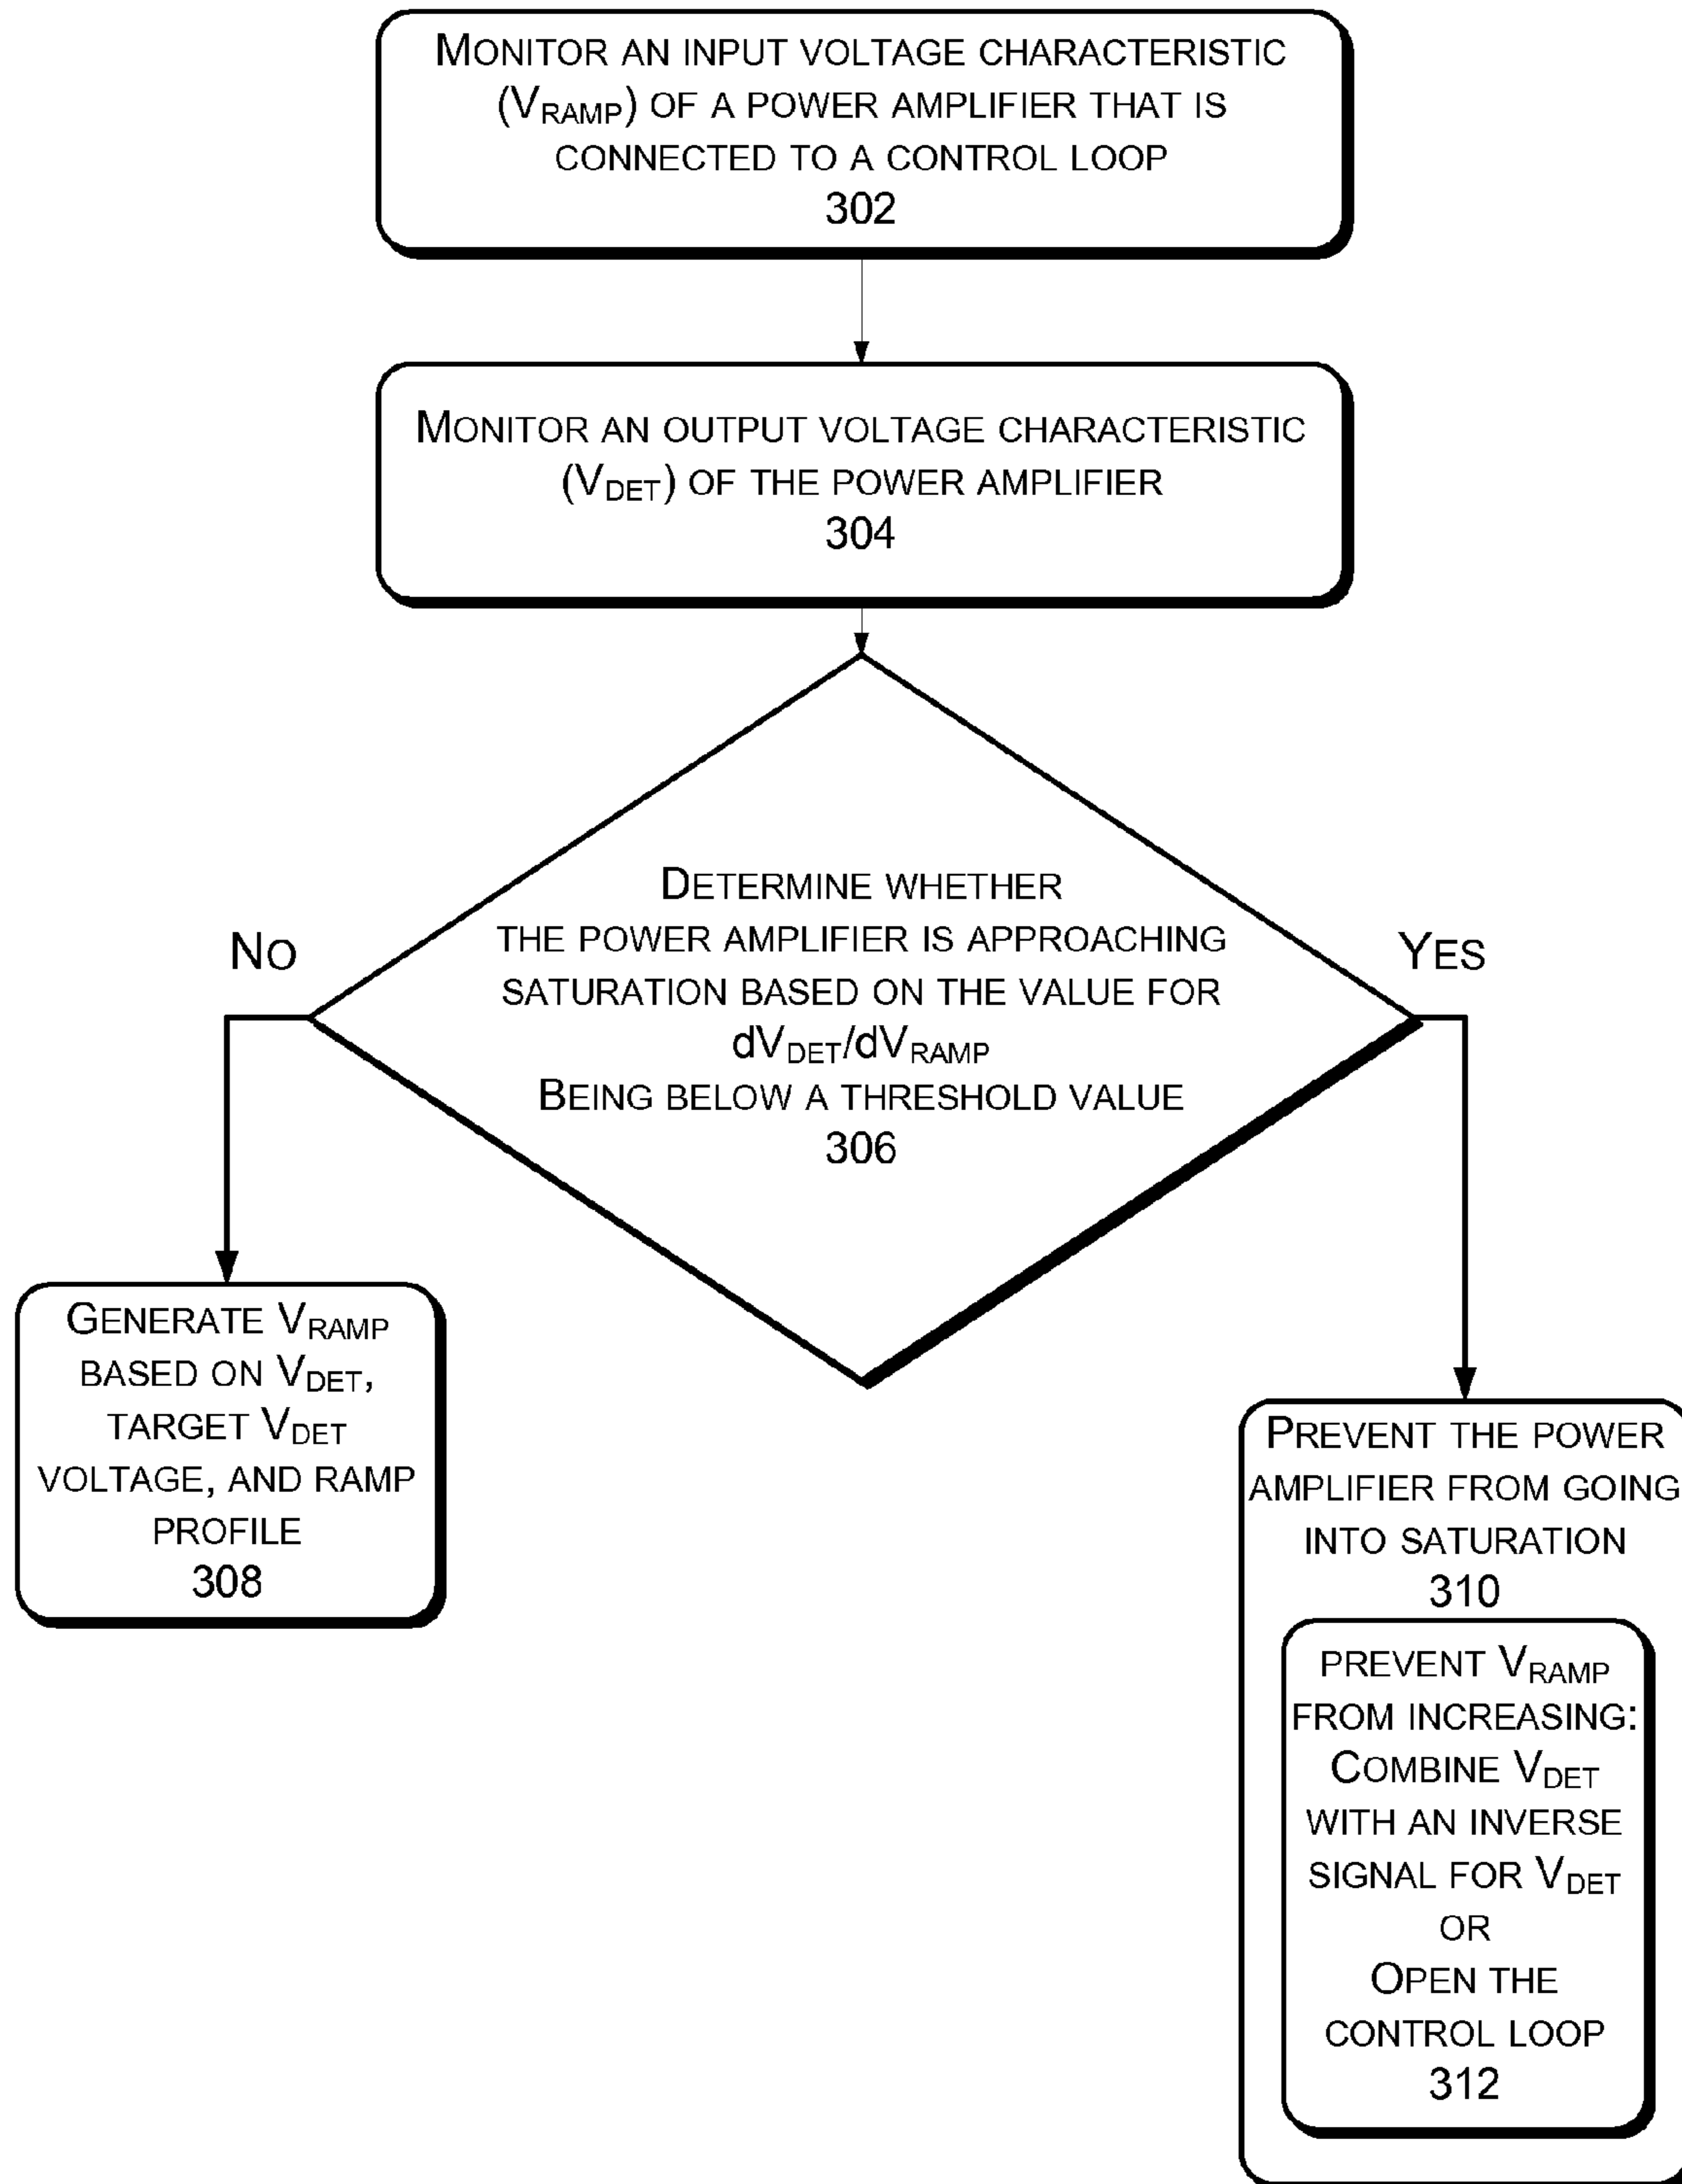 MONITOR AN INPUT VOLTAGE CHARACTERISTIC
(VRAMP) OF A POWER AMPLIFIER THAT IS
CONNECTED TO A CONTROL LOOP
302
MONITOR AN OUTPUT VOLTAGE CHARACTERISTIC
(VDET) OF THE POWER AMPLIFIER
304
DETERMINE WHETHER
THE POWER AMPLIFIER IS APPROACHING
SATURATION BASED ON THE VALUE FOR
dVDET/dVRAMP
BEING BELOW A THRESHOLD VALUE
306
NO
YES
GENERATE VRAMP
BASED ON VDET,
TARGET VDET
VOLTAGE, AND RAMP
PROFILE
308
PREVENT THE POWER
AMPLIFIER FROM GOING
INTO SATURATION
310
PREVENT VRAMP
FROM INCREASING:
COMBINE VDET
WITH AN INVERSE
SIGNAL FOR VDET
OR
OPEN THE
CONTROL LOOP
312